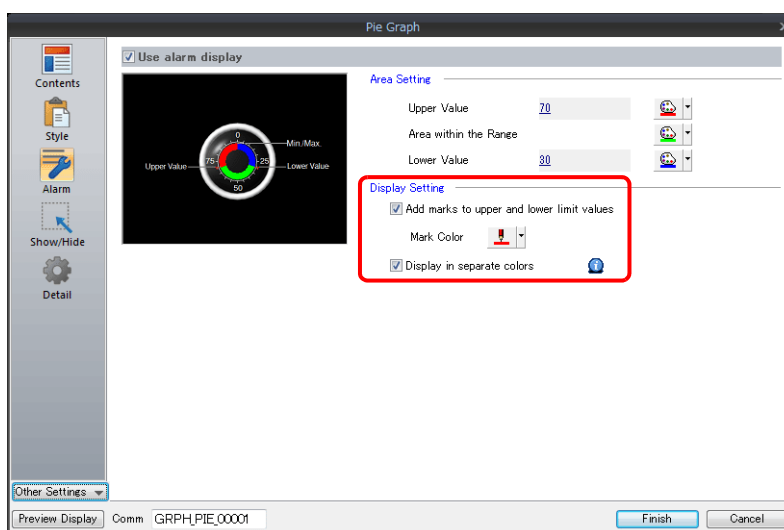 Pie Graph
Contents
Style
Alarm
Show/Hide
Detail
Use alarm display
0
Min./Max.
Upper Value
75
25
Lower Value
50
Area Setting
Upper Value 70
Area within the Range
Lower Value 30
Display Setting
Add marks to upper and lower limit values
Mark Color
Display in separate colors
Other Settings
Preview Display Comm GRPH_PIE_00001 Finish Cancel